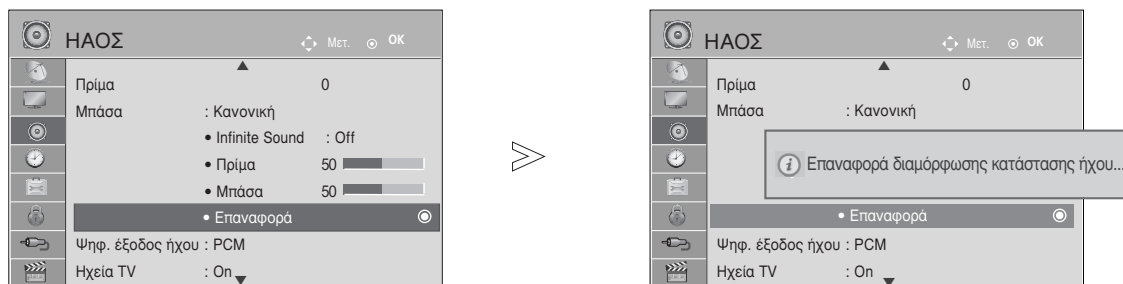 ΗΑΟΣ Μετ. OK
Πρίμα 0
Μπάσα : Κανονική
• Infinite Sound : Off
• Πρίμα 50
• Μπάσα 50
• Επαναφορά
Ψηφ. έξοδος ήχου : PCM
Ηχεία TV : On
ΗΑΟΣ Μετ. OK
Πρίμα 0
Μπάσα : Κανονική
i Επαναφορά διαμόρφωσης κατάστασης ήχου...
• Επαναφορά
Ψηφ. έξοδος ήχου : PCM
Ηχεία TV : On